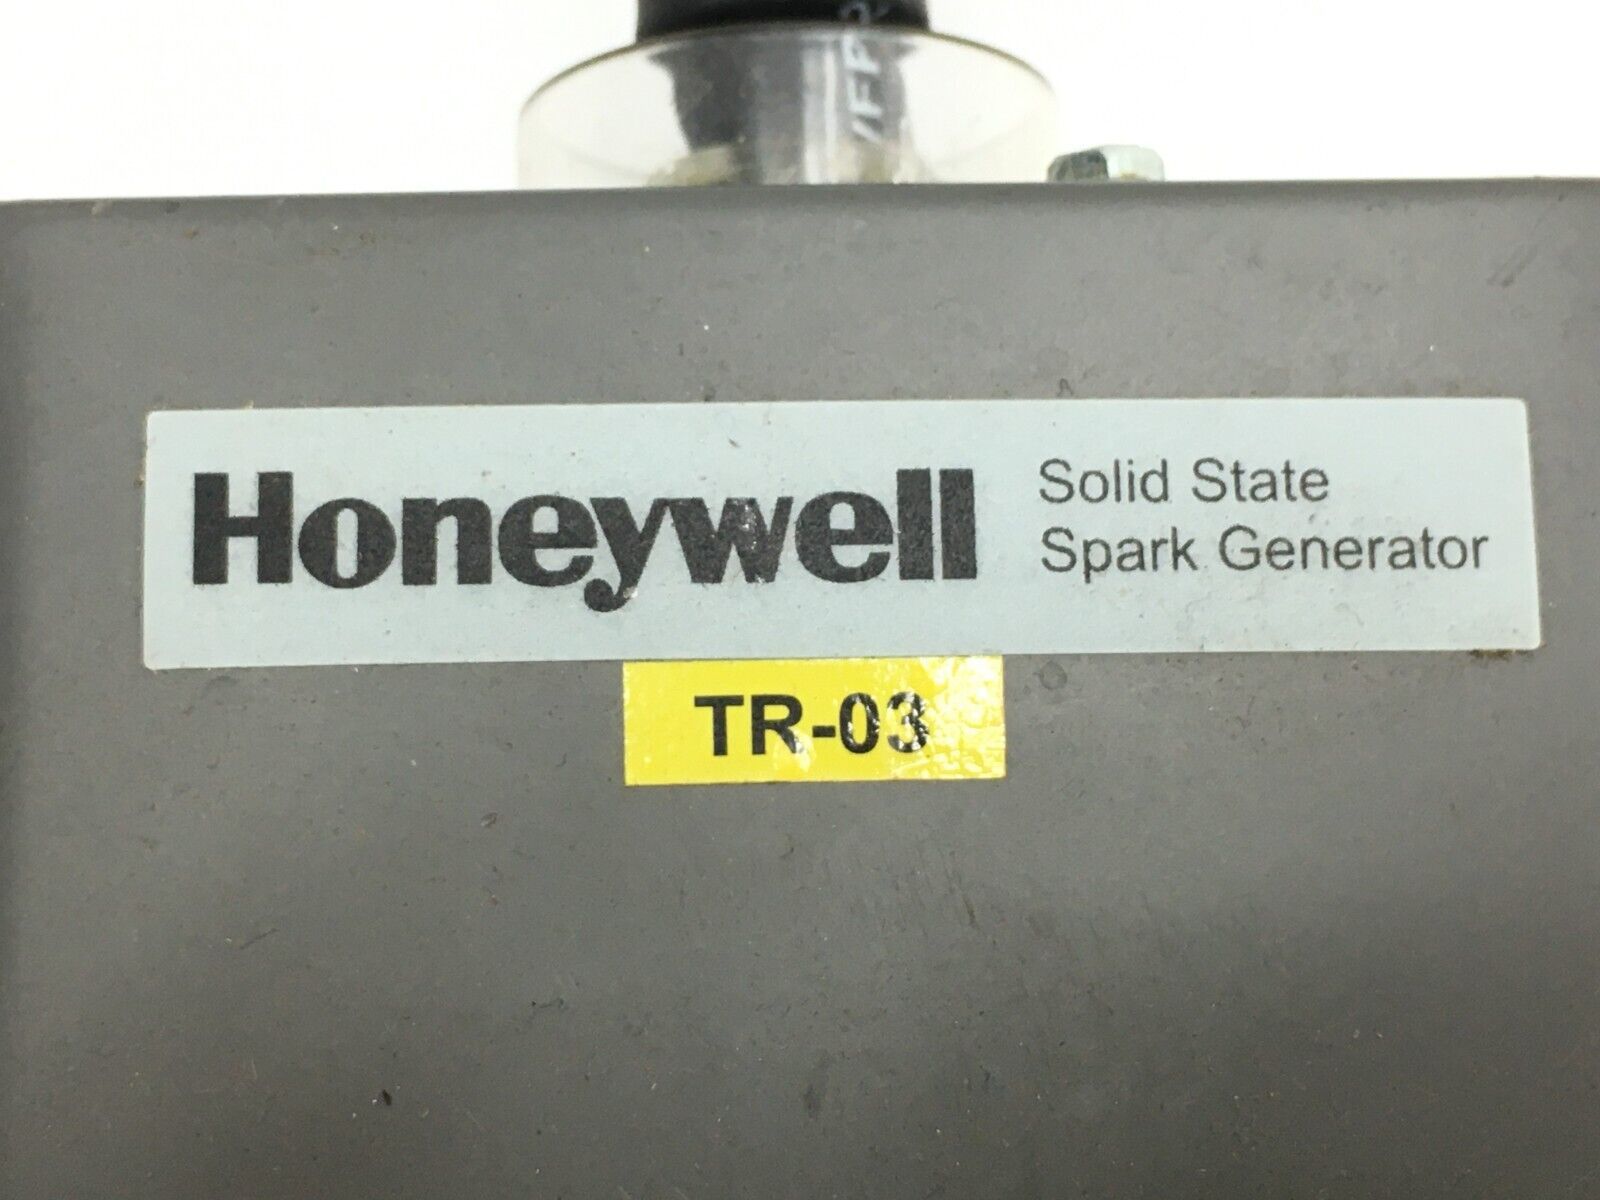 Honeywell
Solid State
Spark Generator
TR-03